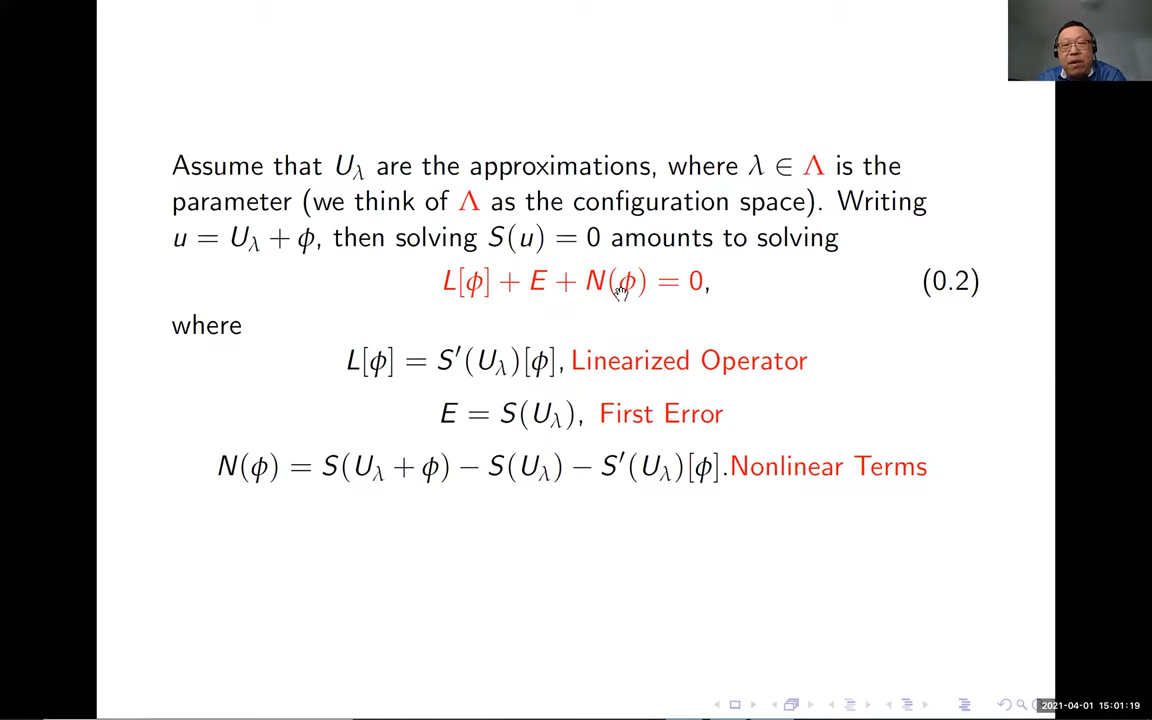 Assume that U_λ are the approximations, where λ ∈ Λ is the
parameter (we think of Λ as the configuration space). Writing
u = U_λ + ϕ, then solving S(u) = 0 amounts to solving
L[ϕ] + E + N(ϕ) = 0, (0.2)
where
L[ϕ] = S′(U_λ)[ϕ], Linearized Operator
E = S(U_λ), First Error
N(ϕ) = S(U_λ + ϕ) − S(U_λ) − S′(U_λ)[ϕ]. Nonlinear Terms
2021-04-01 15:01:19